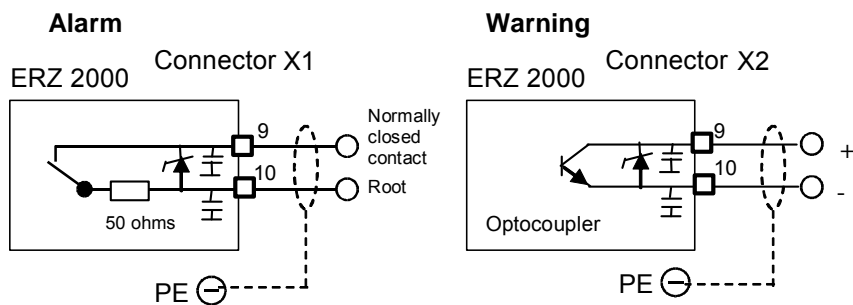 Alarm
Connector X1
ERZ 2000
9
Normally
closed
contact
10
Root
50 ohms
PE
Warning
Connector X2
ERZ 2000
9
+
10
-
Optocoupler
PE